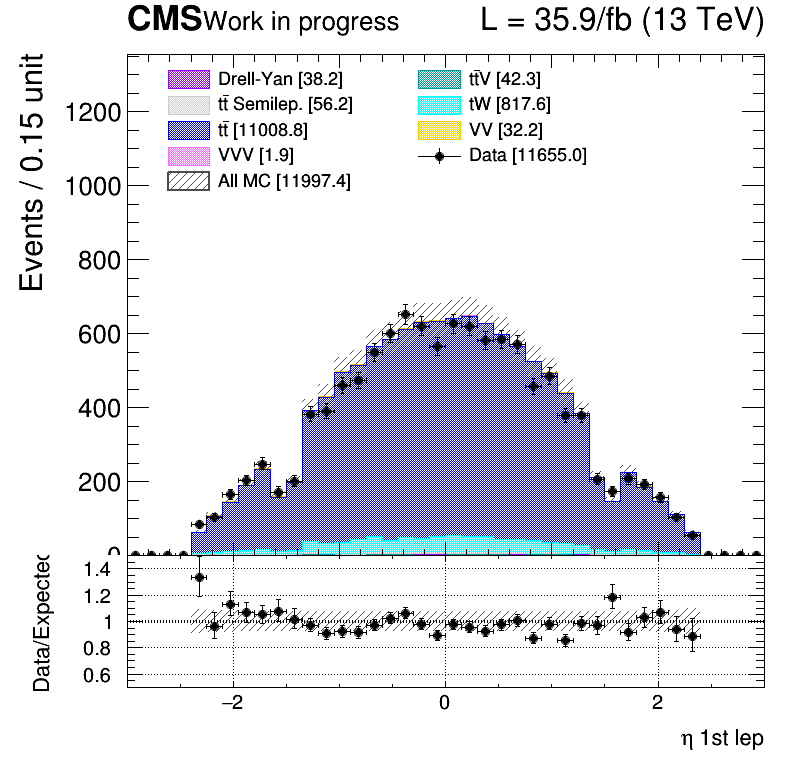 CMS Work in progress L = 35.9/fb (13 TeV)
Events / 0.15 unit
Drell-Yan [38.2]
tt̄ Semilep. [56.2]
tt̄ [11008.8]
VVV [1.9]
All MC [11997.4]
tt̄V [42.3]
tW [817.6]
VV [32.2]
Data [11655.0]
1200
1000
800
600
400
200
0
Data/Expected
1.4
1.2
1
0.8
0.6
−2 0 2
η 1st lep